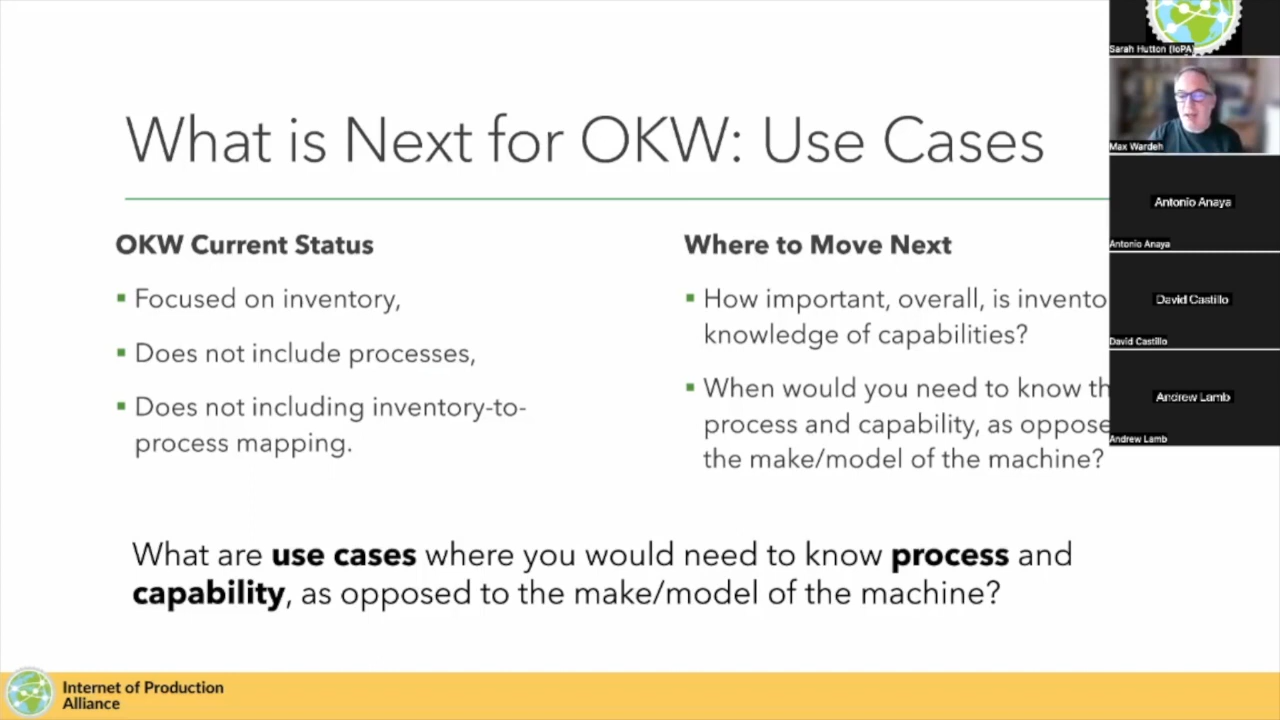 What is Next for OKW: Use Cases
OKW Current Status
▪ Focused on inventory,
▪ Does not include processes,
▪ Does not including inventory-to-
process mapping.
Where to Move Next
▪ How important, overall, is invento
knowledge of capabilities?
▪ When would you need to know th
process and capability, as oppose
the make/model of the machine?
What are use cases where you would need to know process and
capability, as opposed to the make/model of the machine?
Internet of Production
Alliance
Sarah Hutton (IoPA)
Max Wardeh
Antonio Anaya
Antonio Anaya
David Castillo
David Castillo
Andrew Lamb
Andrew Lamb